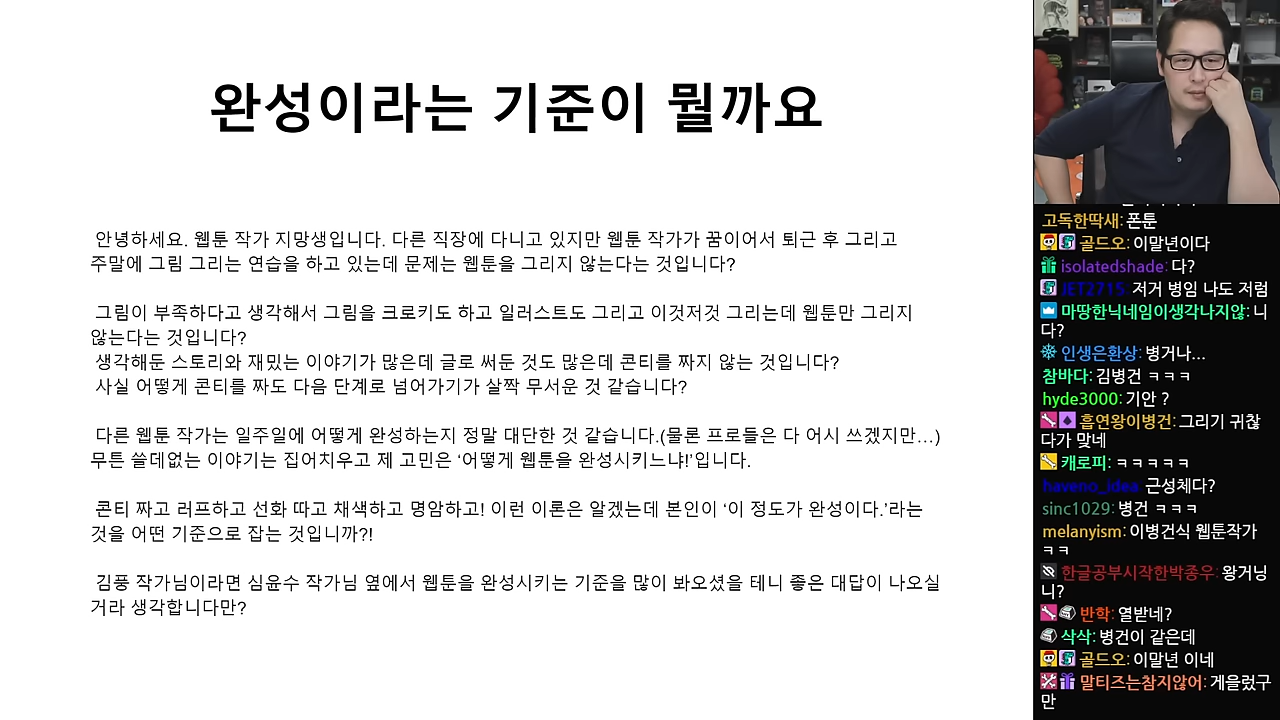 완성이라는 기준이 뭘까요
안녕하세요. 웹툰 작가 지망생입니다. 다른 직장에 다니고 있지만 웹툰 작가가 꿈이어서 퇴근 후 그리고
주말에 그림 그리는 연습을 하고 있는데 문제는 웹툰을 그리지 않는다는 것입니다?
그림이 부족하다고 생각해서 그림을 크로키도 하고 일러스트도 그리고 이것저것 그리는데 웹툰만 그리지
않는다는 것입니다?
생각해둔 스토리와 재밌는 이야기가 많은데 글로 써둔 것도 많은데 콘티를 짜지 않는 것입니다?
사실 어떻게 콘티를 짜도 다음 단계로 넘어가기가 살짝 무서운 것 같습니다?
다른 웹툰 작가는 일주일에 어떻게 완성하는지 정말 대단한 것 같습니다.(물론 프로들은 다 어시 쓰겠지만…)
무튼 쓸데없는 이야기는 집어치우고 제 고민은 ‘어떻게 웹툰을 완성시키느냐!’입니다.
콘티 짜고 러프하고 선화 따고 채색하고 명암하고! 이런 이론은 알겠는데 본인이 ‘이 정도가 완성이다.’라는
것을 어떤 기준으로 잡는 것입니까?!
김풍 작가님이라면 심윤수 작가님 옆에서 웹툰을 완성시키는 기준을 많이 봐오셨을 테니 좋은 대답이 나오실
거라 생각합니다만?
고독한딱새: 폰툰
골드오: 이말년이다
isolatedshade: 다?
JET2715: 저거 병임 나도 저럼
마땅한닉네임이생각나지않: 니
다?
인생은환상: 병거나...
참바다: 김병건 ㅋㅋㅋ
hyde3000: 기안 ?
흡연왕이병건: 그리기 귀찮
다가 맞네
캐로피: ㅋㅋㅋㅋㅋ
haveno_idea: 근성체다?
sinc1029: 병건 ㅋㅋㅋ
melanyism: 이병건식 웹툰작가
ㅋㅋ
한글공부시작한박종우: 왕거닝
니?
반학: 열받네?
삭삭: 병건이 같은데
골드오: 이말년 이네
말티즈는참지않어: 게을렀구
만